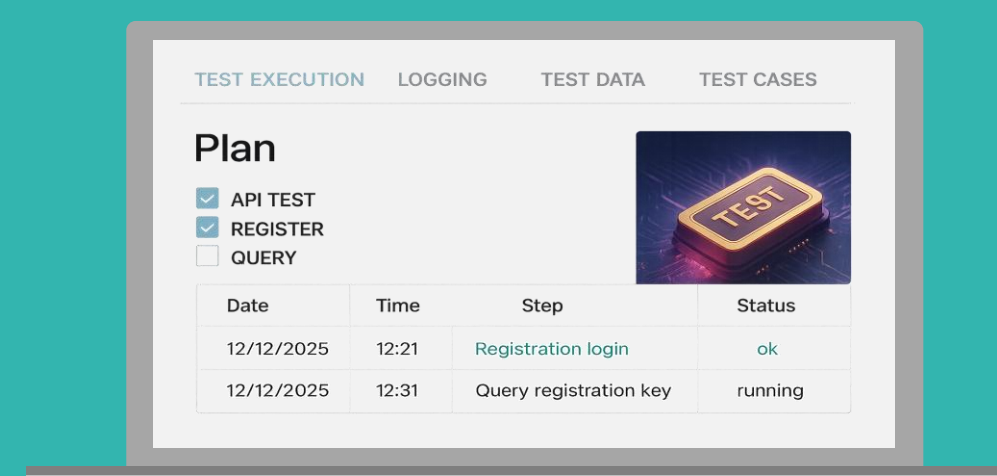 TEST EXECUTION LOGGING TEST DATA TEST CASES
Plan
API TEST
REGISTER
QUERY
TE9T
Date Time Step Status
12/12/2025 12:21 Registration login ok
12/12/2025 12:31 Query registration key running